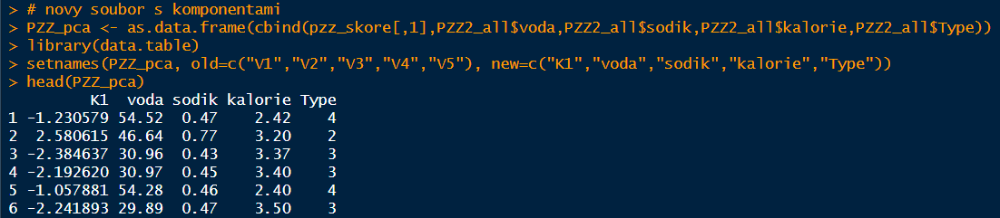 > # novy soubor s komponentami
> PZZ_pca <- as.data.frame(cbind(pzz_skore[,1],PZZ2_all$voda,PZZ2_all$sodik,PZZ2_all$kalorie,PZZ2_all$Type))
> library(data.table)
> setnames(PZZ_pca, old=c("V1","V2","V3","V4","V5"), new=c("K1","voda","sodik","kalorie","Type"))
> head(PZZ_pca)
         K1  voda sodik kalorie Type
1 -1.230579 54.52  0.47    2.42    4
2  2.580615 46.64  0.77    3.20    2
3 -2.384637 30.96  0.43    3.37    3
4 -2.192620 30.97  0.45    3.40    3
5 -1.057881 54.28  0.46    2.40    4
6 -2.241893 29.89  0.47    3.50    3